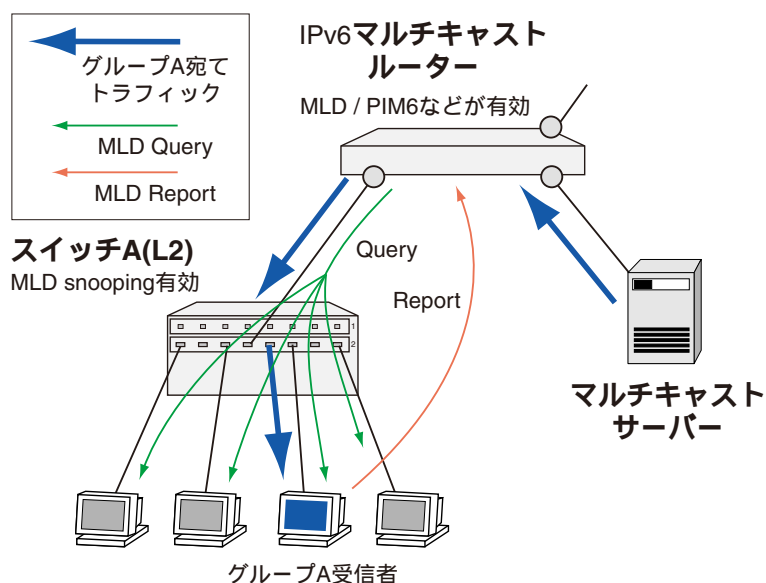 グループA宛て
トラフィック
MLD Query
MLD Report
IPv6マルチキャスト
ルーター
MLD / PIM6などが有効
スイッチA(L2)
MLD snooping有効
Query
Report
1
2
マルチキャスト
サーバー
グループA受信者